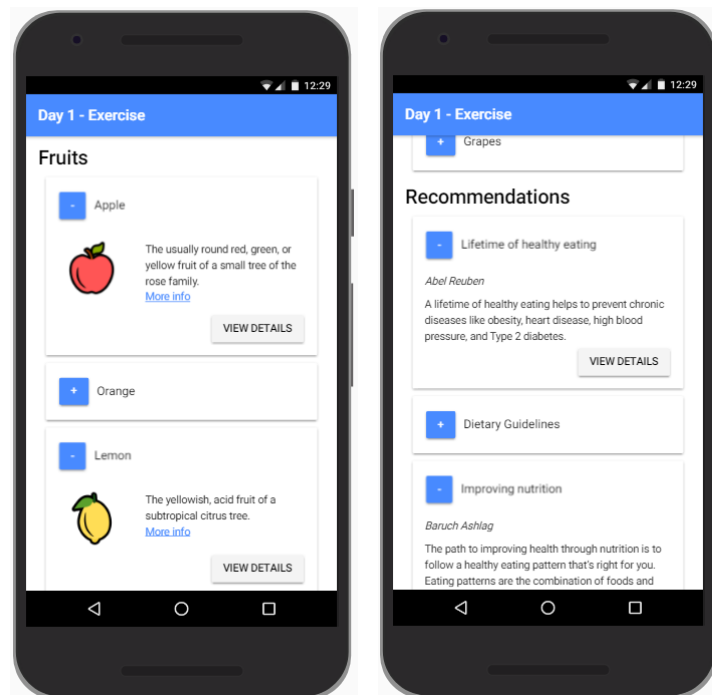 12:29
Day 1 - Exercise
Fruits
- Apple
The usually round red, green, or
yellow fruit of a small tree of the
rose family.
More info
VIEW DETAILS
+ Orange
- Lemon
The yellowish, acid fruit of a
subtropical citrus tree.
More info
VIEW DETAILS
12:29
Day 1 - Exercise
+ Grapes
Recommendations
- Lifetime of healthy eating
Abel Reuben
A lifetime of healthy eating helps to prevent chronic
diseases like obesity, heart disease, high blood
pressure, and Type 2 diabetes.
VIEW DETAILS
+ Dietary Guidelines
- Improving nutrition
Baruch Ashlag
The path to improving health through nutrition is to
follow a healthy eating pattern that's right for you.
Eating patterns are the combination of foods and